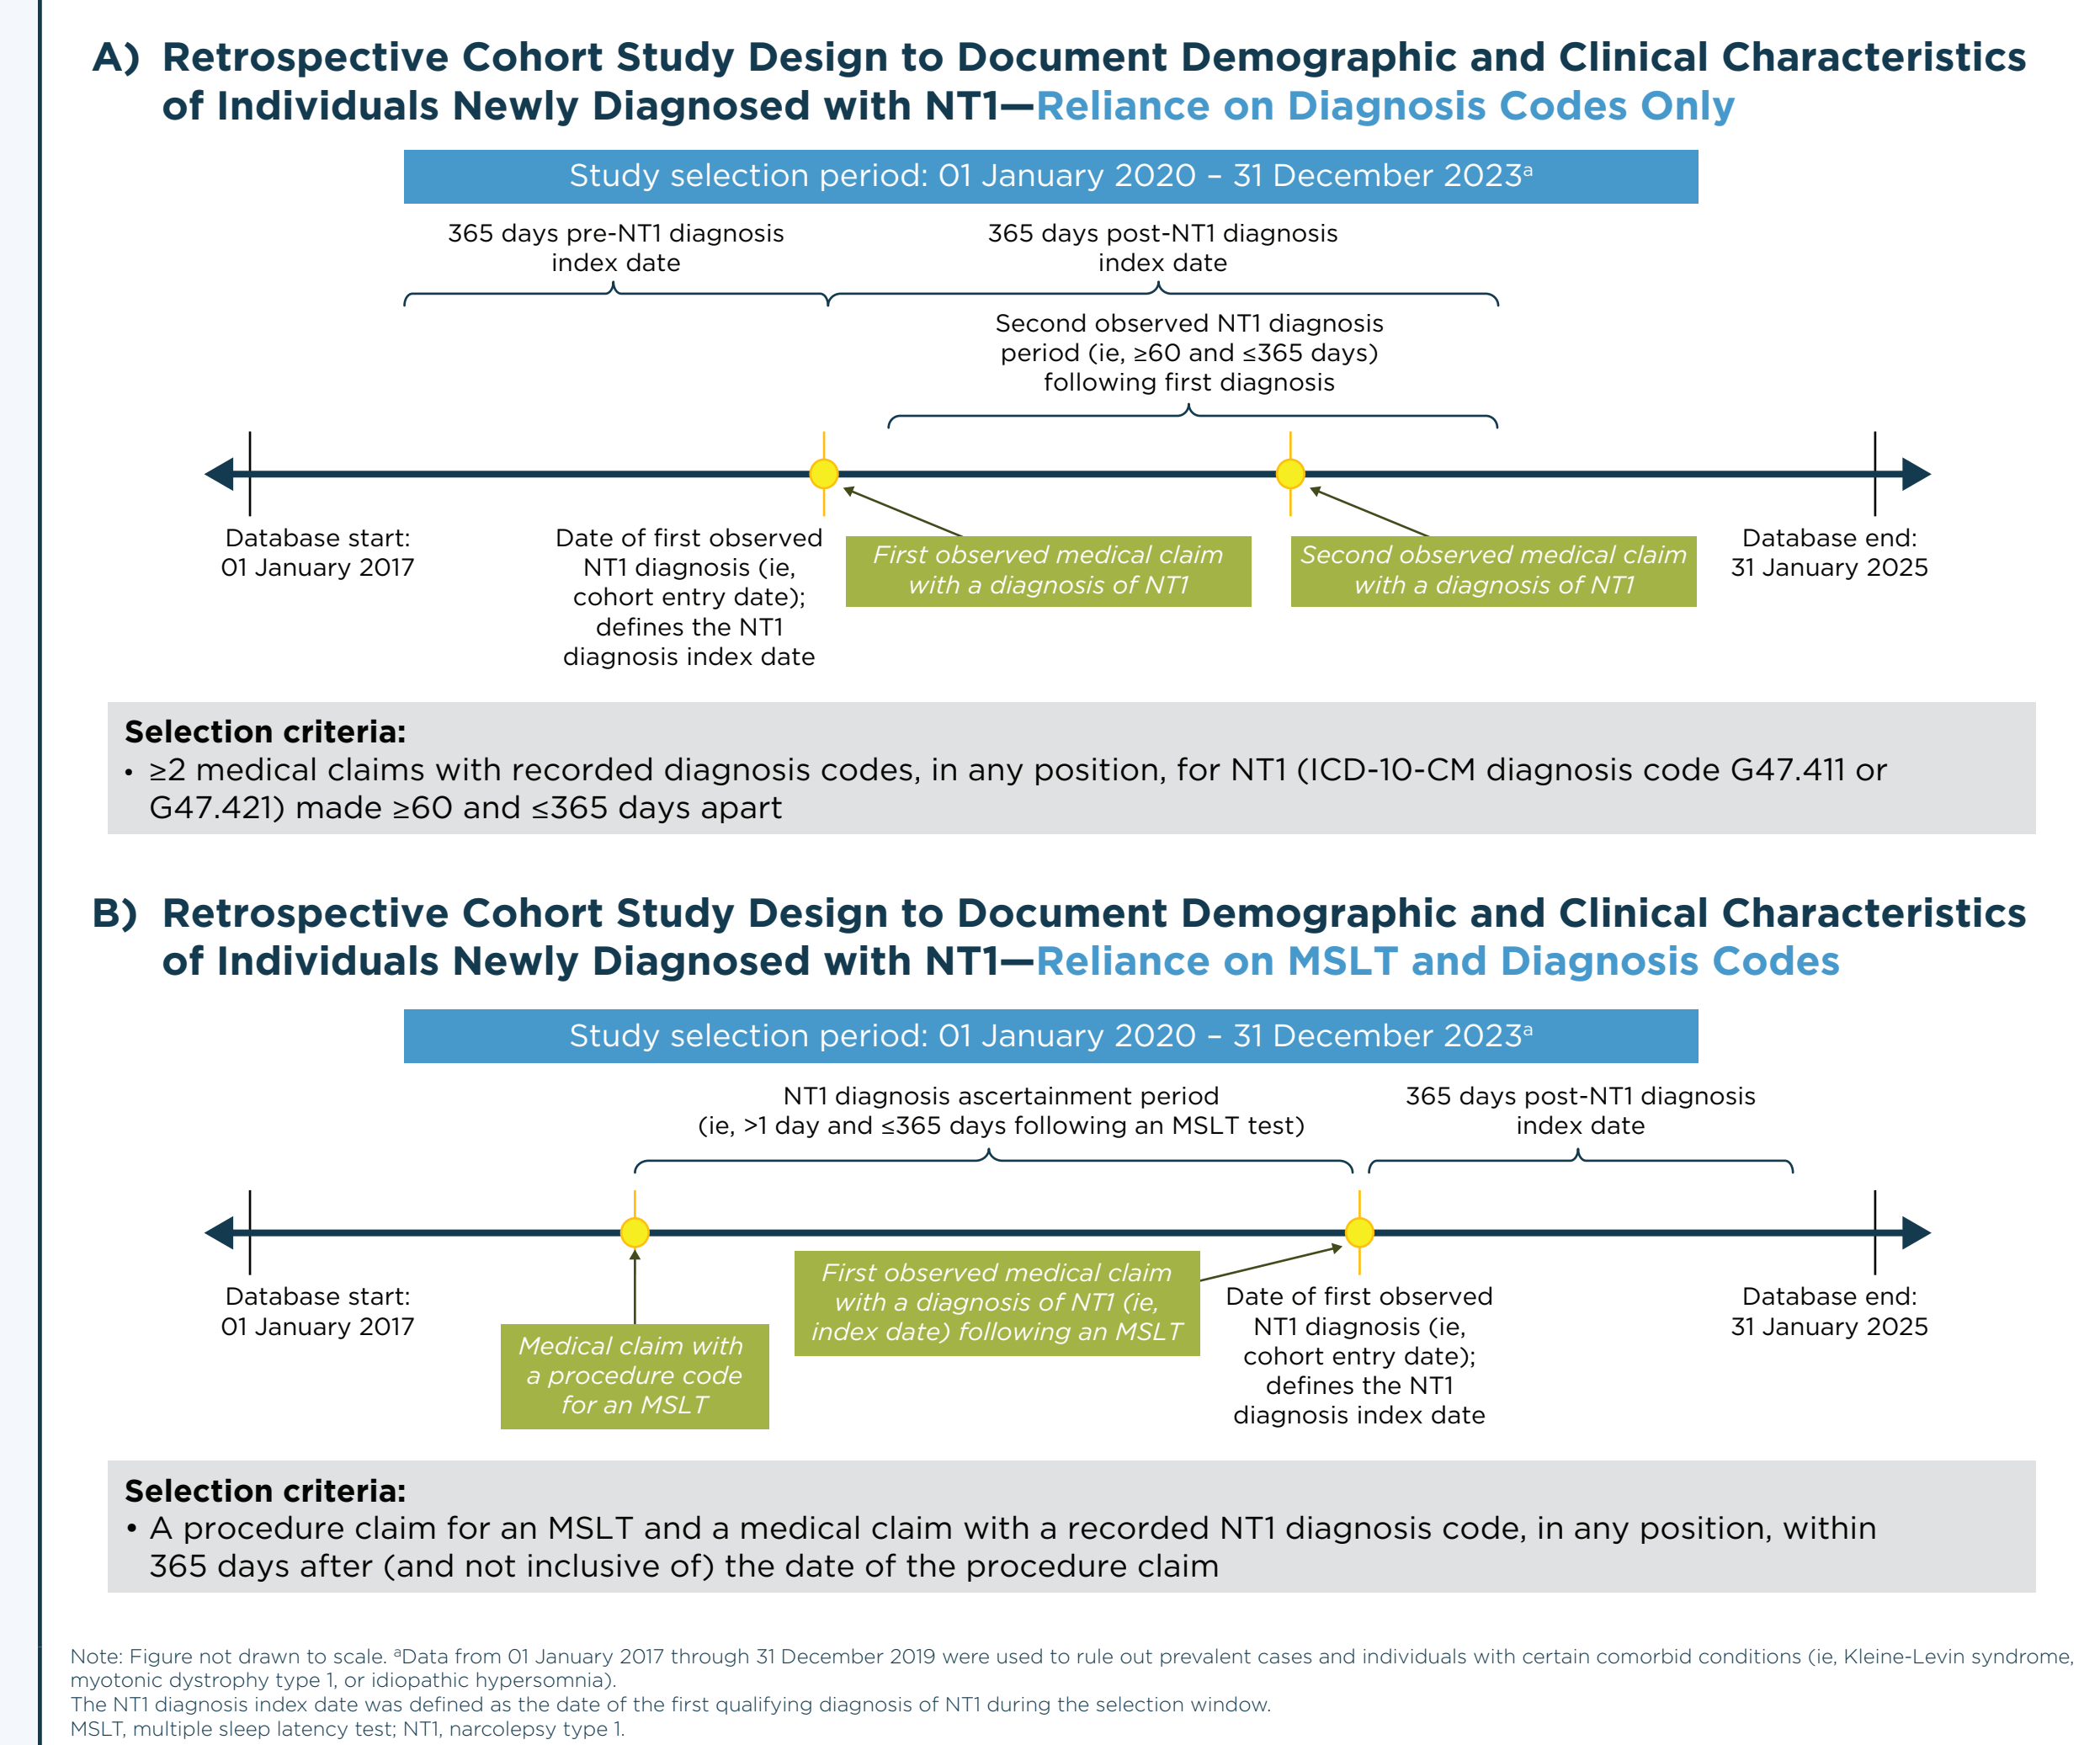 A) Retrospective Cohort Study Design to Document Demographic and Clinical Characteristics
of Individuals Newly Diagnosed with NT1—Reliance on Diagnosis Codes Only
Study selection period: 01 January 2020 – 31 December 2023ᵃ
365 days pre-NT1 diagnosis
index date
365 days post-NT1 diagnosis
index date
Second observed NT1 diagnosis
period (ie, ≥60 and ≤365 days)
following first diagnosis
Database start:
01 January 2017
Date of first observed
NT1 diagnosis (ie,
cohort entry date);
defines the NT1
diagnosis index date
First observed medical claim
with a diagnosis of NT1
Second observed medical claim
with a diagnosis of NT1
Database end:
31 January 2025
Selection criteria:
• ≥2 medical claims with recorded diagnosis codes, in any position, for NT1 (ICD-10-CM diagnosis code G47.411 or
G47.421) made ≥60 and ≤365 days apart
B) Retrospective Cohort Study Design to Document Demographic and Clinical Characteristics
of Individuals Newly Diagnosed with NT1—Reliance on MSLT and Diagnosis Codes
Study selection period: 01 January 2020 – 31 December 2023ᵃ
NT1 diagnosis ascertainment period
(ie, >1 day and ≤365 days following an MSLT test)
365 days post-NT1 diagnosis
index date
Database start:
01 January 2017
Medical claim with
a procedure code
for an MSLT
First observed medical claim
with a diagnosis of NT1 (ie,
index date) following an MSLT
Date of first observed
NT1 diagnosis (ie,
cohort entry date);
defines the NT1
diagnosis index date
Database end:
31 January 2025
Selection criteria:
• A procedure claim for an MSLT and a medical claim with a recorded NT1 diagnosis code, in any position, within
365 days after (and not inclusive of) the date of the procedure claim
Note: Figure not drawn to scale. ᵃData from 01 January 2017 through 31 December 2019 were used to rule out prevalent cases and individuals with certain comorbid conditions (ie, Kleine-Levin syndrome,
myotonic dystrophy type 1, or idiopathic hypersomnia).
The NT1 diagnosis index date was defined as the date of the first qualifying diagnosis of NT1 during the selection window.
MSLT, multiple sleep latency test; NT1, narcolepsy type 1.